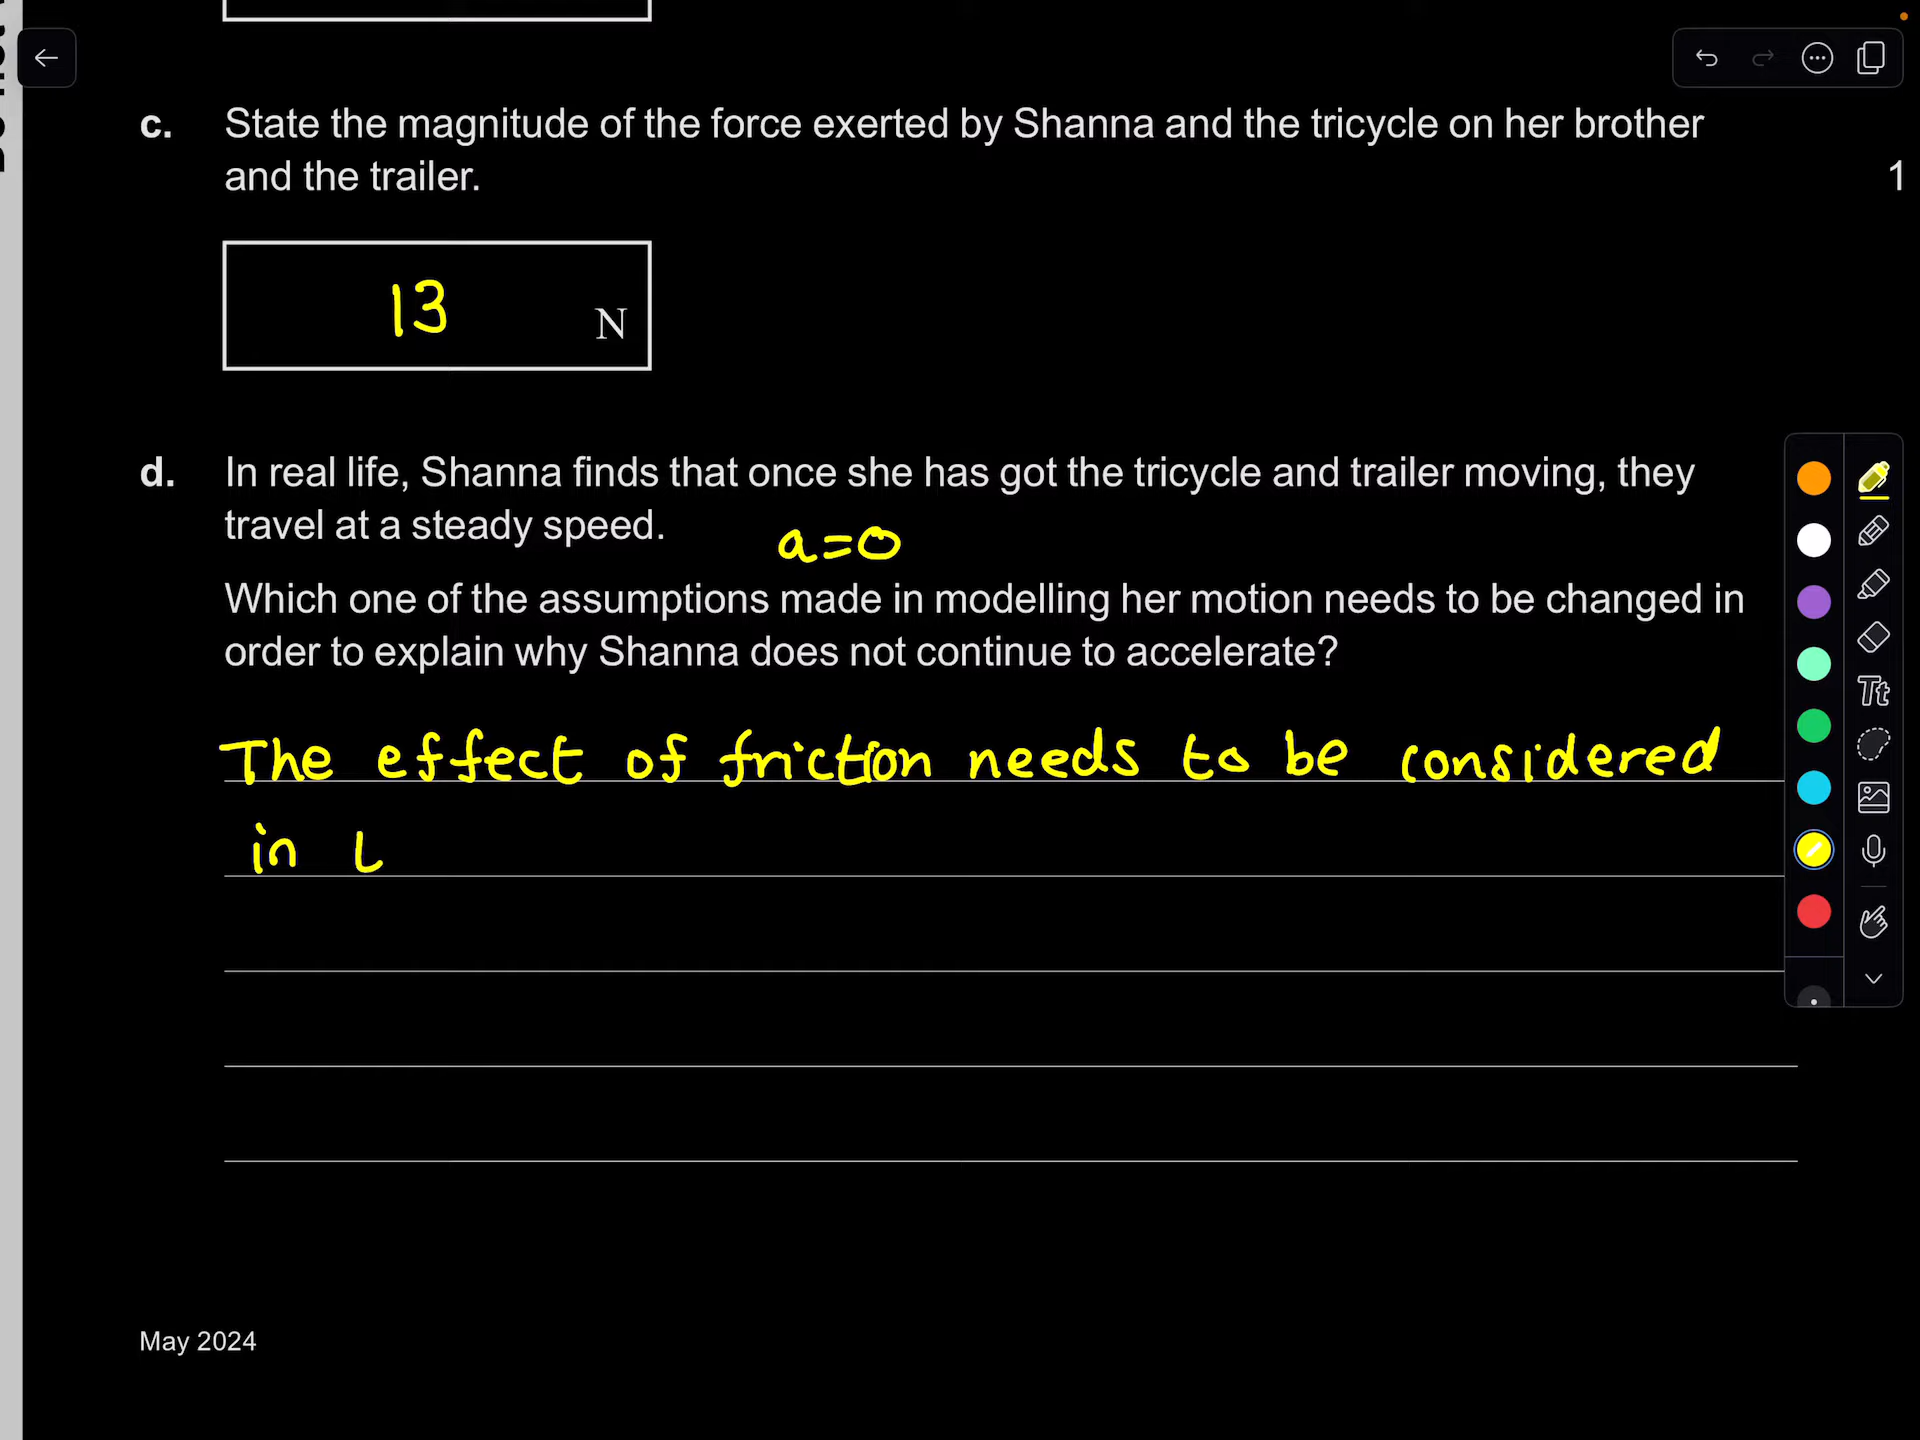 c. State the magnitude of the force exerted by Shanna and the tricycle on her brother
and the trailer.
1
13 N
d. In real life, Shanna finds that once she has got the tricycle and trailer moving, they
travel at a steady speed.
a=0
Which one of the assumptions made in modelling her motion needs to be changed in
order to explain why Shanna does not continue to accelerate?
The effect of friction needs to be considered
in
Tt
May 2024